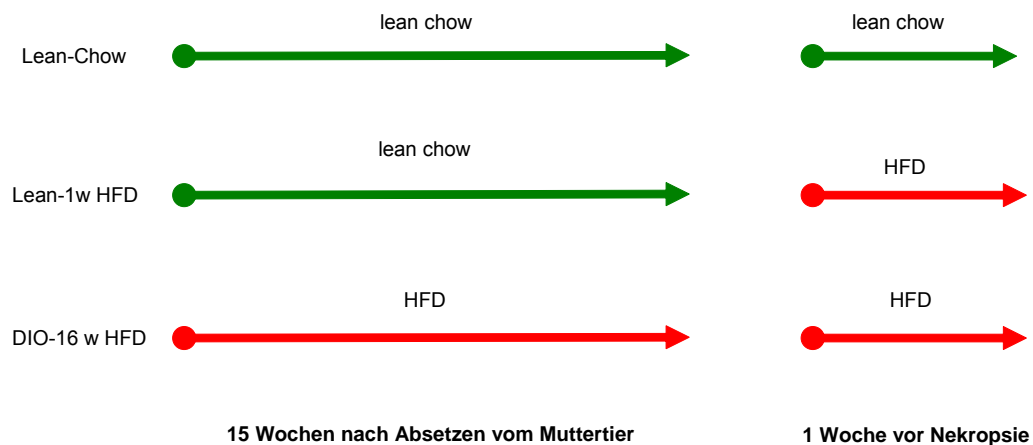 lean chow
lean chow
Lean-Chow
lean chow
HFD
Lean-1w HFD
HFD
HFD
DIO-16 w HFD
15 Wochen nach Absetzen vom Muttertier
1 Woche vor Nekropsie